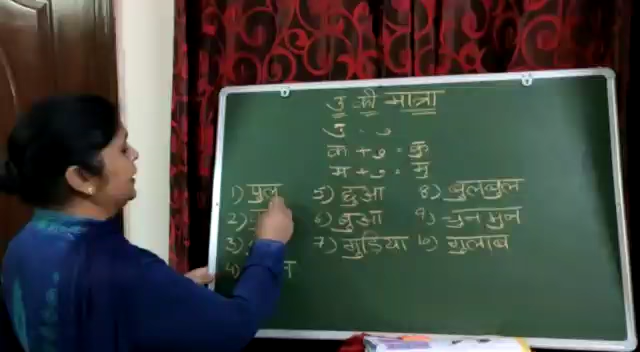 उ की मात्रा
उ - ु
क + ु = कु
म + ु = मु
1) पुल 5) हुआ 8) बुलबुल
2) 6) बुआ 9) चुन मुन
3) 7) गुड़िया 10) गुलाब
4)